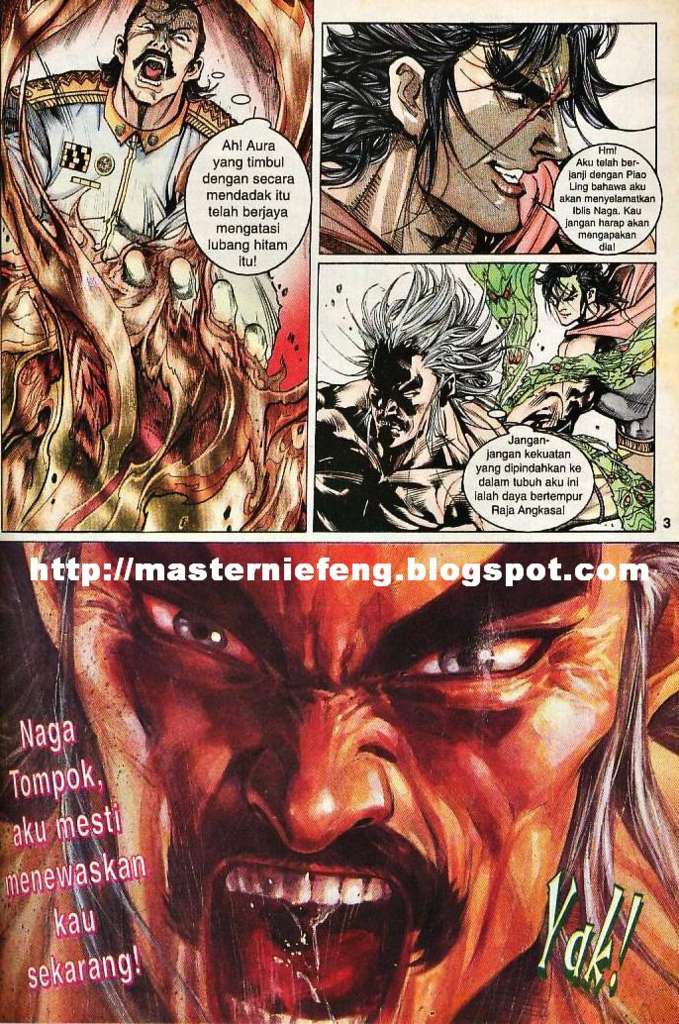 Ah! Aura
yang timbul
dengan secara
mendadak itu
telah berjaya
mengatasi
lubang hitam
itu!
Hm!
Aku telah ber-
janji dengan Piao
Ling bahawa aku
akan menyelamatkan
Iblis Naga. Kau
jangan harap akan
mengapakan
dia!
Jangan-
jangan kekuatan
yang dipindahkan ke
dalam tubuh aku ini
ialah daya bertempur
Raja Angkasa!
3
http://masterniefeng.blogspot.com
Naga
Tompok,
aku mesti
menewaskan
kau
sekarang!
Yak!